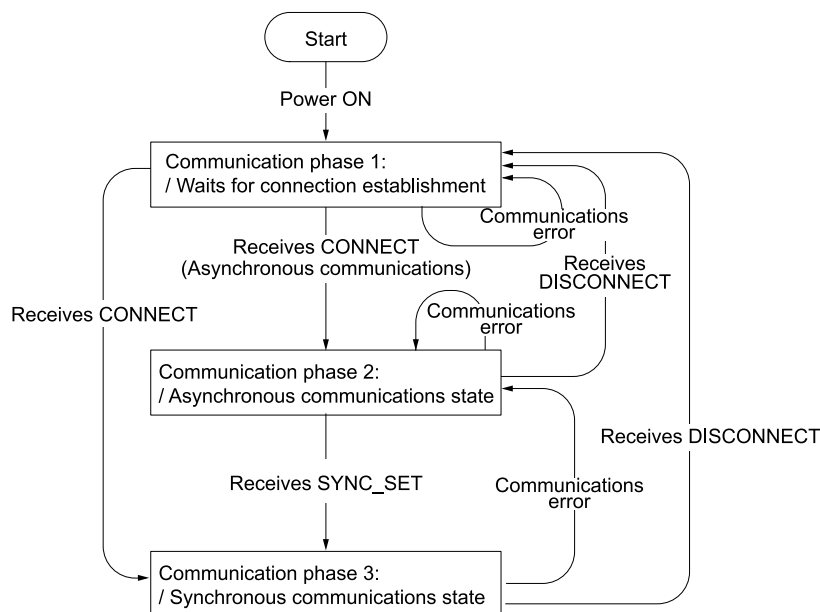 Start
Power ON
Communication phase 1:
/ Waits for connection establishment
Communications
error
Receives CONNECT
(Asynchronous communications)
Receives
DISCONNECT
Receives CONNECT
Communications
error
Communication phase 2:
/ Asynchronous communications state
Receives DISCONNECT
Receives SYNC_SET
Communications
error
Communication phase 3:
/ Synchronous communications state